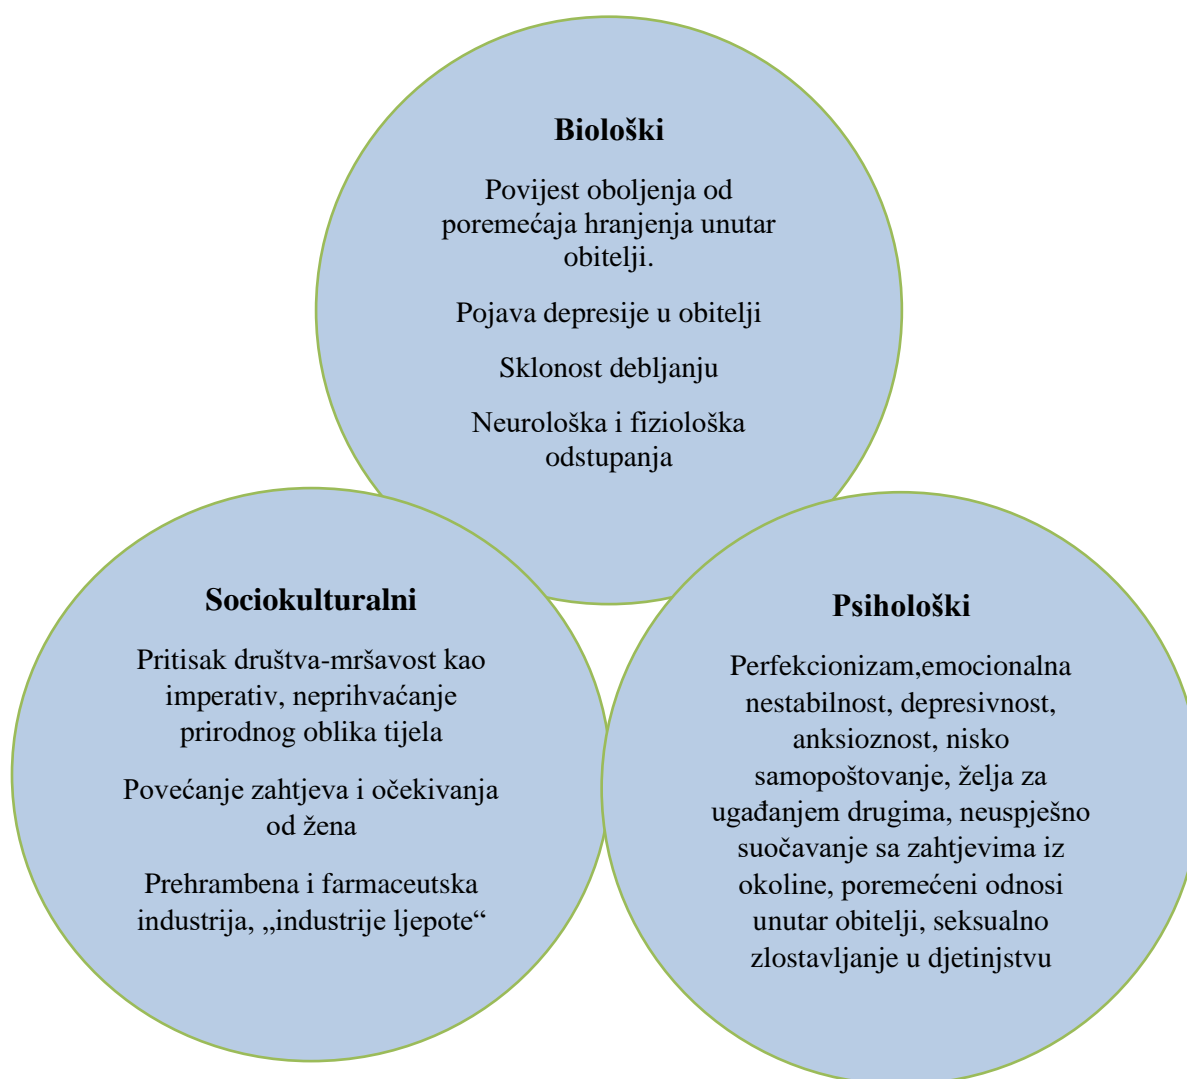 Biološki
Povijest oboljenja od
poremećaja hranjenja unutar
obitelji.
Pojava depresije u obitelji
Sklonost debljanju
Neurološka i fiziološka
odstupanja
Sociokulturalni
Pritisak društva-mršavost kao
imperativ, neprihvaćanje
prirodnog oblika tijela
Povećanje zahtjeva i očekivanja
od žena
Prehrambena i farmaceutska
industrija, „industrije ljepote“
Psihološki
Perfekcionizam,emocionalna
nestabilnost, depresivnost,
anksioznost, nisko
samopoštovanje, želja za
ugađanjem drugima, neuspješno
suočavanje sa zahtjevima iz
okoline, poremećeni odnosi
unutar obitelji, seksualno
zlostavljanje u djetinjstvu